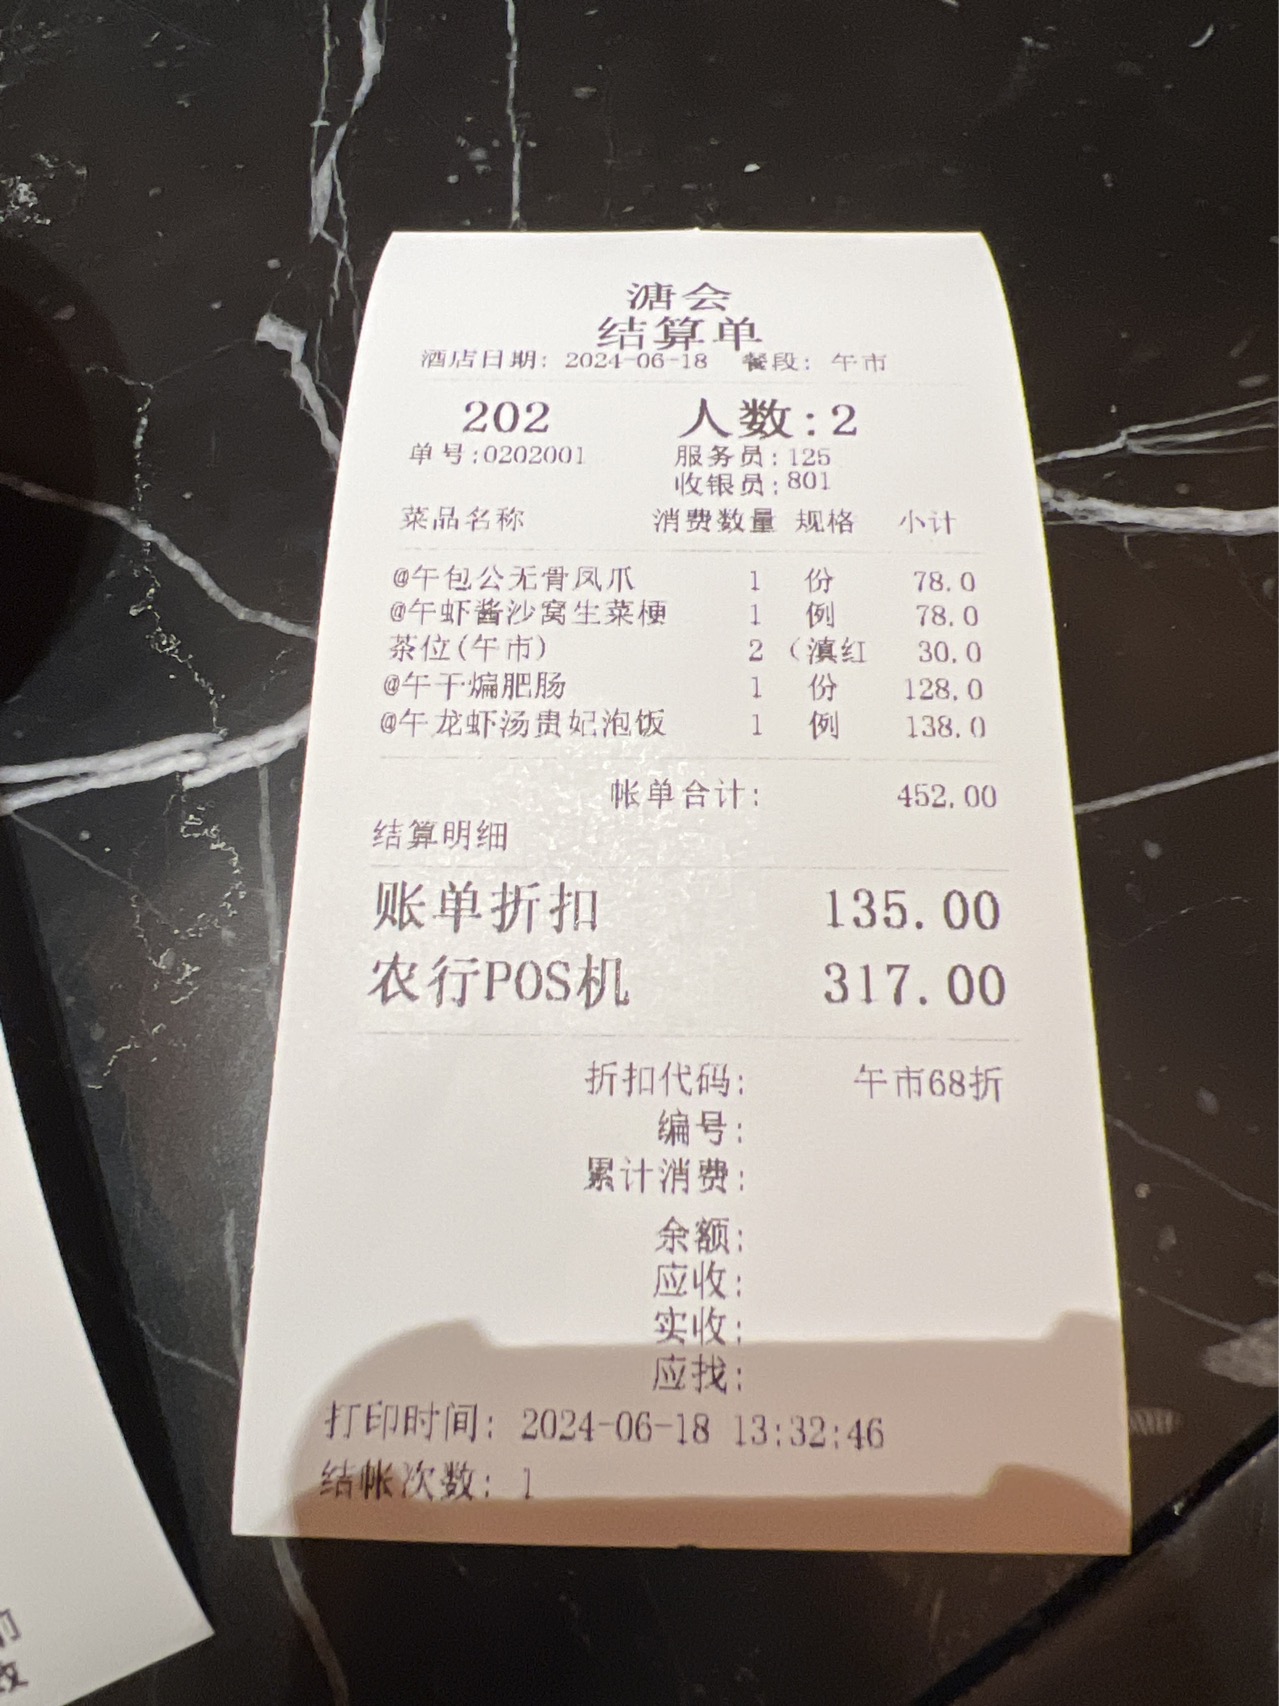 溏会
结算单
酒店日期: 2024-06-18 餐段: 午市
202 人数:2
单号:0202001 服务员:125
收银员:801
菜品名称 消费数量 规格 小计
@午包公无骨凤爪 1 份 78.0
@午虾酱沙窝生菜梗 1 例 78.0
茶位(午市) 2 (滇红 30.0
@午干煸肥肠 1 份 128.0
@午龙虾汤贵妃泡饭 1 例 138.0
帐单合计: 452.00
结算明细
账单折扣 135.00
农行POS机 317.00
折扣代码: 午市68折
编号:
累计消费:
余额:
应收:
实收:
应找:
打印时间: 2024-06-18 13:32:46
结帐次数: 1